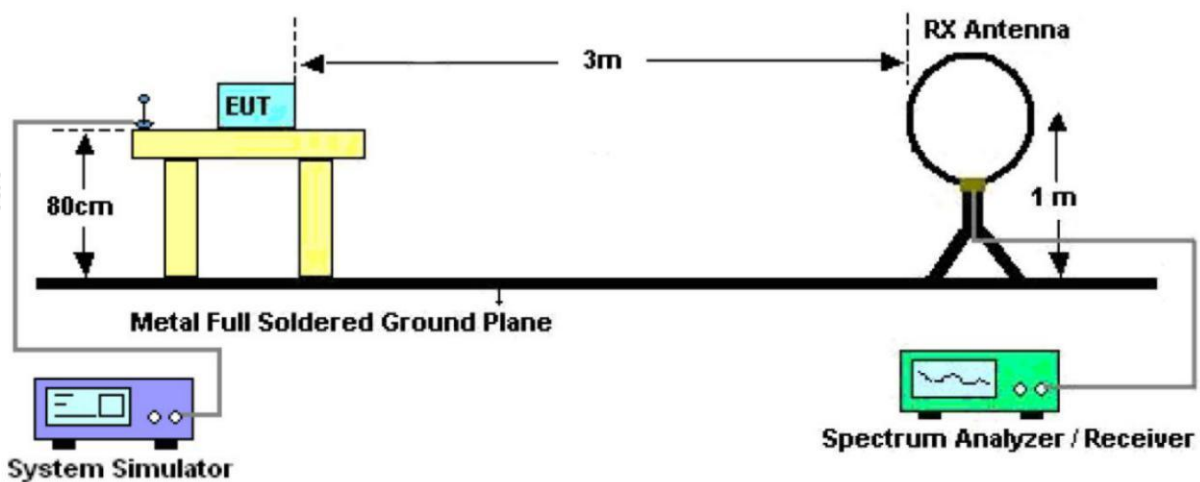 RX Antenna
3m
EUT
80cm
1 m
Metal Full Soldered Ground Plane
Spectrum Analyzer / Receiver
System Simulator